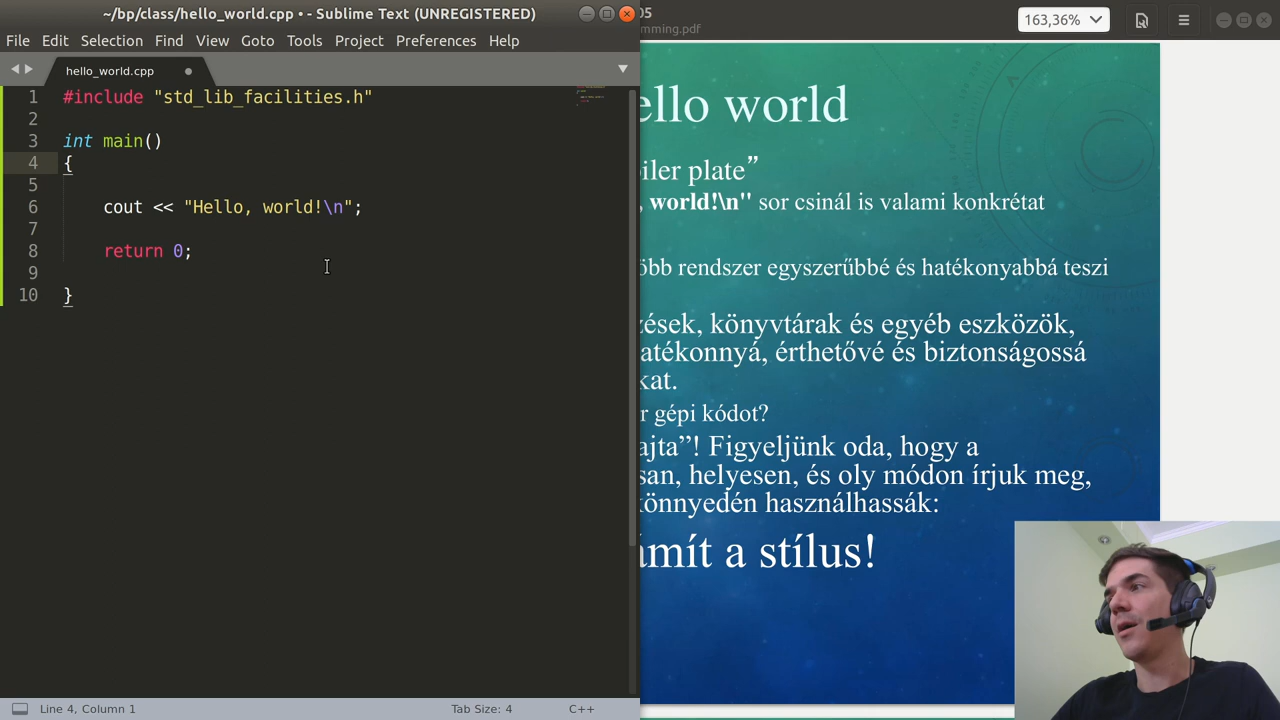 ~/bp/class/hello_world.cpp • - Sublime Text (UNREGISTERED)
File Edit Selection Find View Goto Tools Project Preferences Help
hello_world.cpp
1 #include "std_lib_facilities.h"
2
3 int main()
4 {
5
6 cout << "Hello, world!\n";
7
8 return 0;
9
10 }
Line 4, Column 1
Tab Size: 4
C++
05
mming.pdf
163,36%
ello world
iler plate”
, world!\n" sor csinál is valami konkrétat
öbb rendszer egyszerűbbé és hatékonyabbá teszi
zések, könyvtárak és egyéb eszközök,
atékonnyá, érthetővé és biztonságossá
kat.
r gépi kódot?
ajta”! Figyeljünk oda, hogy a
san, helyesen, és oly módon írjuk meg,
könnyedén használhassák:
ámít a stílus!